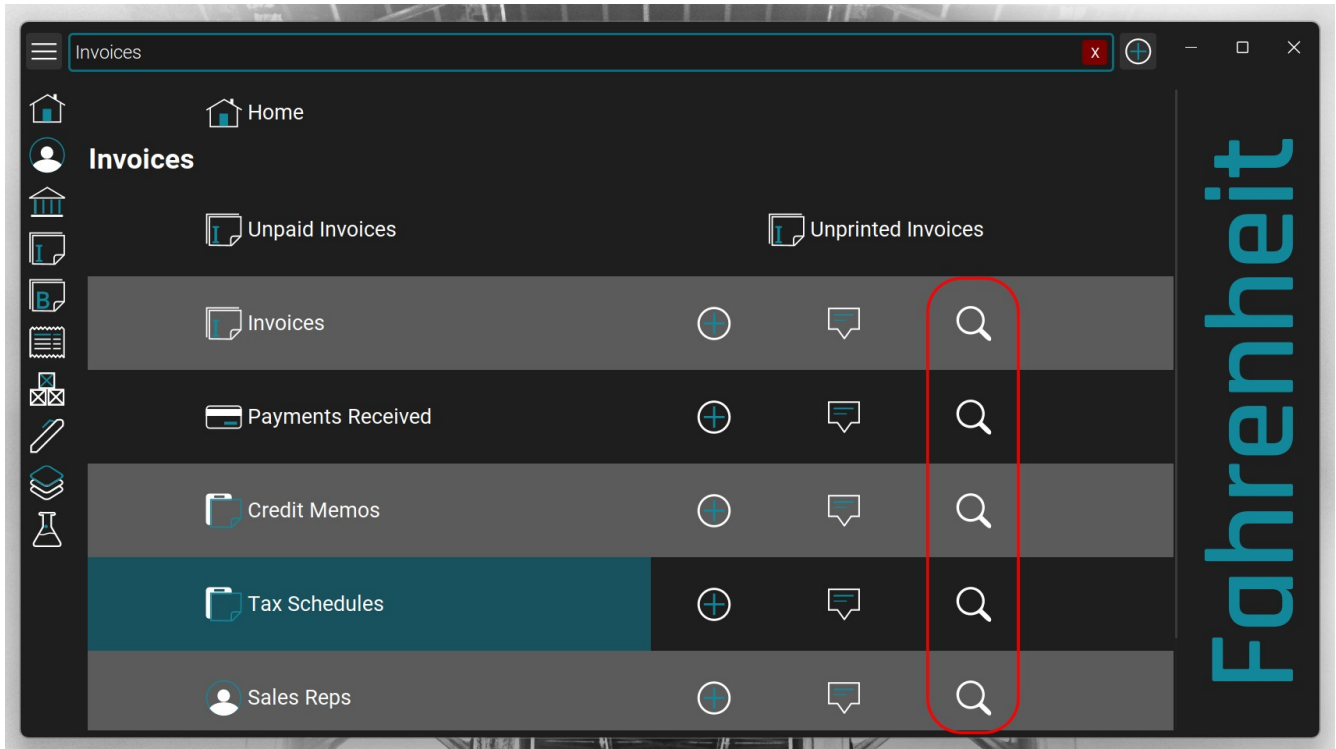 Invoices
X
Home
Invoices
Unpaid Invoices
Unprinted Invoices
Invoices
Payments Received
Credit Memos
Tax Schedules
Sales Reps
Fahrenheit
I
B